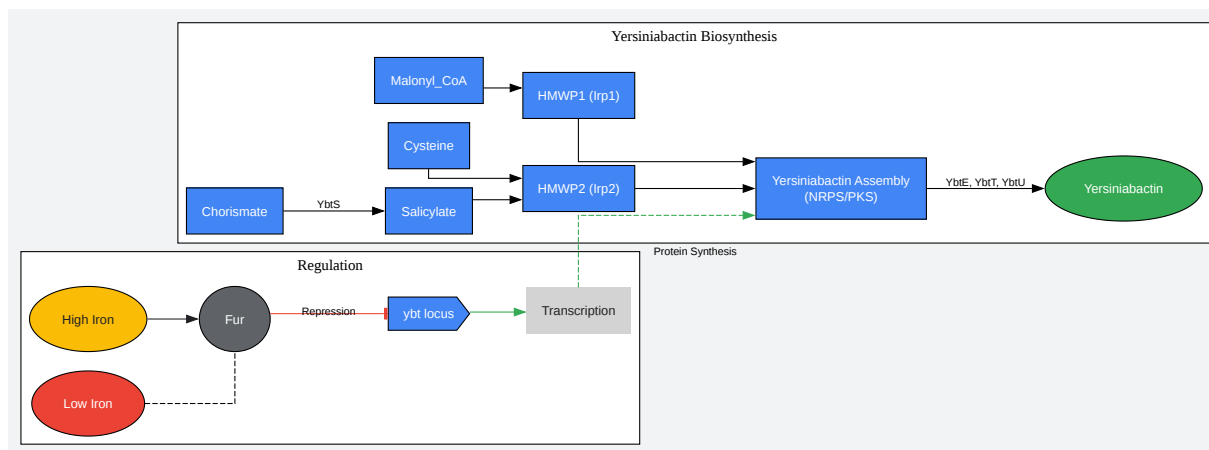 Yersiniabactin Biosynthesis
Malonyl_CoA
HMWP1 (Irp1)
Cysteine
HMWP2 (Irp2)
Yersiniabactin Assembly
(NRPS/PKS)
YbtE, YbtT, YbtU
Yersiniabactin
Chorismate
YbtS
Salicylate
Protein Synthesis
Regulation
High Iron
Fur
Repression
ybt locus
Transcription
Low Iron